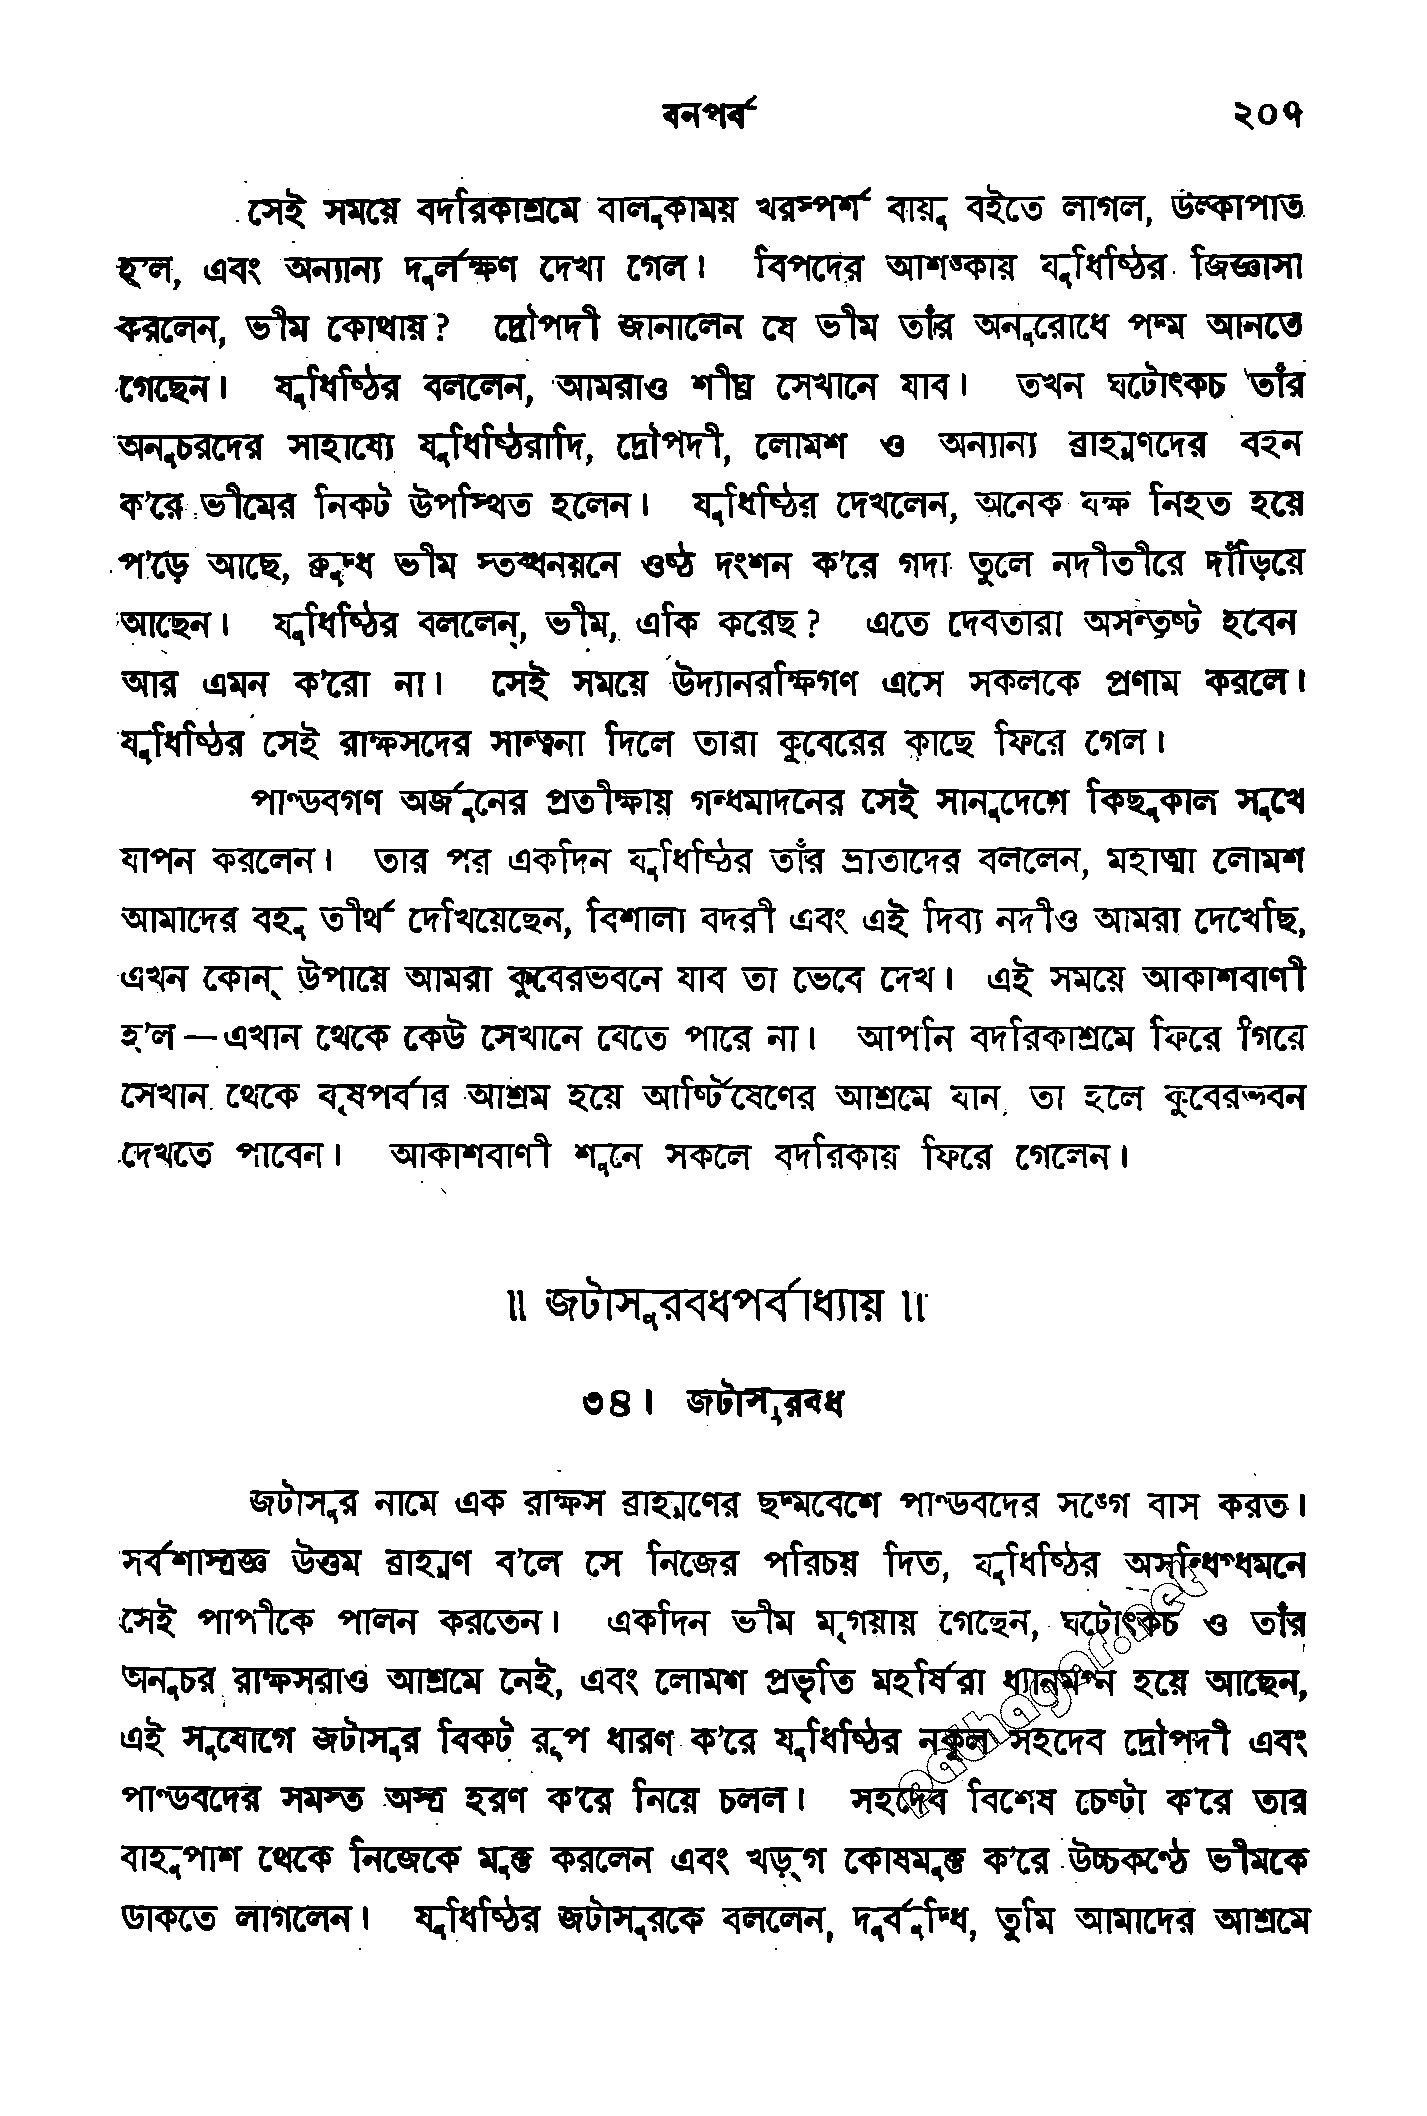 বনপর্ব ২০৭
সেই সময়ে বদরিকাশ্রমে বালুকাময় খরস্পর্শ বায়ু বইতে লাগল, উল্কাপাত
হ'ল, এবং অন্যান্য দুর্লক্ষণ দেখা গেল। বিপদের আশঙ্কায় যুধিষ্ঠির জিজ্ঞাসা
করলেন, ভীম কোথায়? দ্রৌপদী জানালেন যে ভীম তাঁর অনুরোধে পদ্ম আনতে
গেছেন। যুধিষ্ঠির বললেন, আমরাও শীঘ্র সেখানে যাব। তখন ঘটোৎকচ তাঁর
অনুচরদের সাহায্যে যুধিষ্ঠিরাদি, দ্রৌপদী, লোমশ ও অন্যান্য ব্রাহ্মণদের বহন
ক'রে ভীমের নিকট উপস্থিত হলেন। যুধিষ্ঠির দেখলেন, অনেক যক্ষ নিহত হয়ে
প'ড়ে আছে, ক্রুদ্ধ ভীম স্তব্ধনয়নে ওষ্ঠ দংশন ক'রে গদা তুলে নদীতীরে দাঁড়িয়ে
আছেন। যুধিষ্ঠির বললেন, ভীম, একি করেছ? এতে দেবতারা অসন্তুষ্ট হবেন
আর এমন ক'রো না। সেই সময়ে উদ্যানরক্ষিগণ এসে সকলকে প্রণাম করলে।
যুধিষ্ঠির সেই রাক্ষসদের সান্ত্বনা দিলে তারা কুবেরের কাছে ফিরে গেল।
পাণ্ডবগণ অর্জুনের প্রতীক্ষায় গন্ধমাদনের সেই সানুদেশে কিছুকাল সুখে
যাপন করলেন। তার পর একদিন যুধিষ্ঠির তাঁর ভ্রাতাদের বললেন, মহাত্মা লোমশ
আমাদের বহু তীর্থ দেখিয়েছেন, বিশালা বদরী এবং এই দিব্য নদীও আমরা দেখেছি,
এখন কোন্ উপায়ে আমরা কুবেরভবনে যাব তা ভেবে দেখ। এই সময়ে আকাশবাণী
হ'ল — এখান থেকে কেউ সেখানে যেতে পারে না। আপনি বদরিকাশ্রমে ফিরে গিয়ে
সেখান থেকে বৃষপর্বার আশ্রম হয়ে আর্ষ্টিষেণের আশ্রমে যান, তা হলে কুবেরভবন
দেখতে পাবেন। আকাশবাণী শুনে সকলে বদরিকায় ফিরে গেলেন।
॥ জটাসুরবধপর্বাধ্যায় ॥
৩৪। জটাসুরবধ
জটাসুর নামে এক রাক্ষস ব্রাহ্মণের ছদ্মবেশে পাণ্ডবদের সঙ্গে বাস করত।
সর্বশাস্ত্রজ্ঞ উত্তম ব্রাহ্মণ ব'লে সে নিজের পরিচয় দিত, যুধিষ্ঠির অসন্দিগ্ধমনে
সেই পাপীকে পালন করতেন। একদিন ভীম মৃগয়ায় গেছেন, ঘটোৎকচ ও তাঁর
অনুচর রাক্ষসরাও আশ্রমে নেই, এবং লোমশ প্রভৃতি মহর্ষিরা ধ্যানমগ্ন হয়ে আছেন,
এই সুযোগে জটাসুর বিকট রূপ ধারণ ক'রে যুধিষ্ঠির নকুল সহদেব দ্রৌপদী এবং
পাণ্ডবদের সমস্ত অস্ত্র হরণ ক'রে নিয়ে চলল। সহদেব বিশেষ চেষ্টা ক'রে তার
বাহুপাশ থেকে নিজেকে মুক্ত করলেন এবং খড়্গ কোষমুক্ত ক'রে উচ্চকণ্ঠে ভীমকে
ডাকতে লাগলেন। যুধিষ্ঠির জটাসুরকে বললেন, দুর্বুদ্ধি, তুমি আমাদের আশ্রমে
pathagar.net